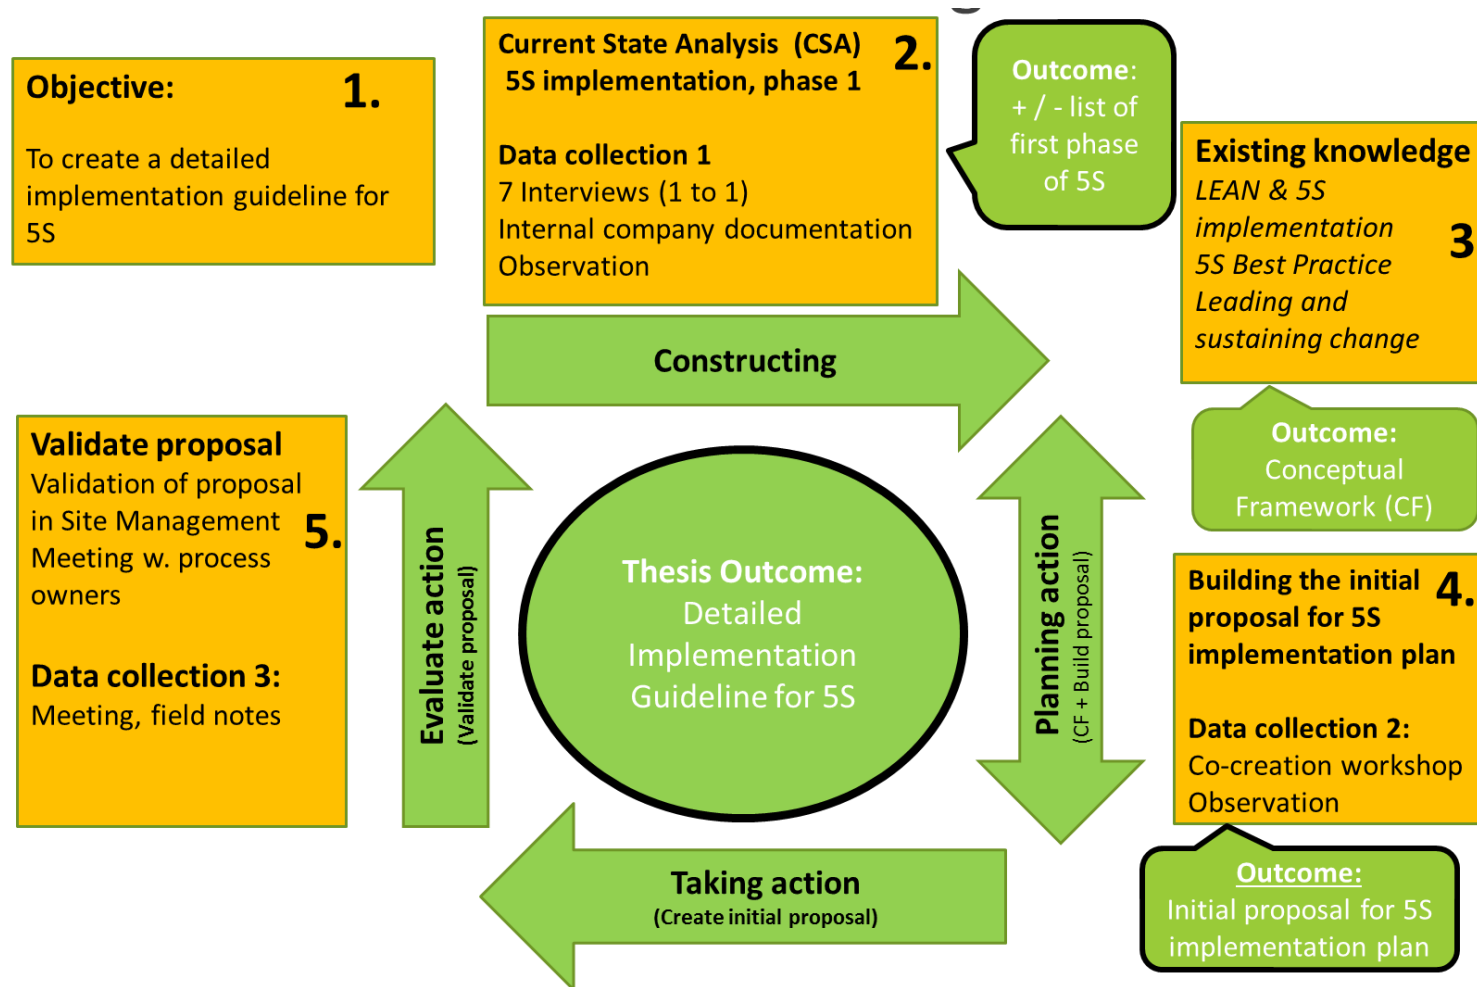 Objective:
1.
To create a detailed
implementation guideline for
5S
Current State Analysis (CSA)
2.
5S implementation, phase 1
Data collection 1
7 Interviews (1 to 1)
Internal company documentation
Observation
Outcome:
+ / - list of
first phase
of 5S
Existing knowledge
LEAN & 5S
implementation
3
5S Best Practice
Leading and
sustaining change
Outcome:
Conceptual
Framework (CF)
Building the initial
4.
proposal for 5S
implementation plan
Data collection 2:
Co-creation workshop
Observation
Outcome:
Initial proposal for 5S
implementation plan
Validate proposal
Validation of proposal
in Site Management
5.
Meeting w. process
owners
Data collection 3:
Meeting, field notes
Constructing
Planning action
(CF + Build proposal)
Taking action
(Create initial proposal)
Evaluate action
(Validate proposal)
Thesis Outcome:
Detailed
Implementation
Guideline for 5S